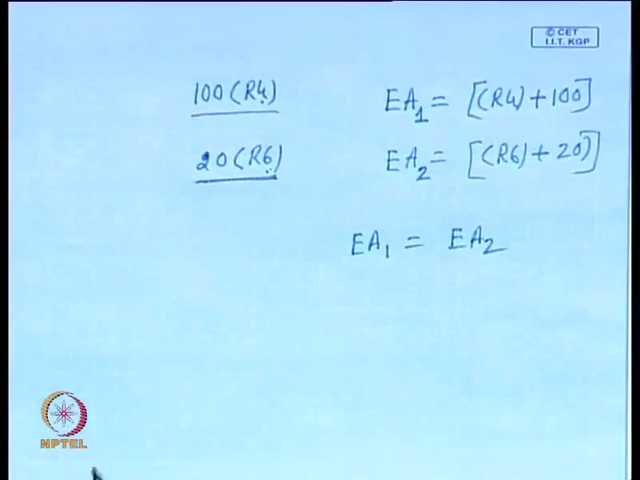 © CET
I.I.T. KGP
100(R4) EA1 = [(R4)+100]
20(R6) EA2 = [(R6)+20)]
EA1 = EA2
NPTEL